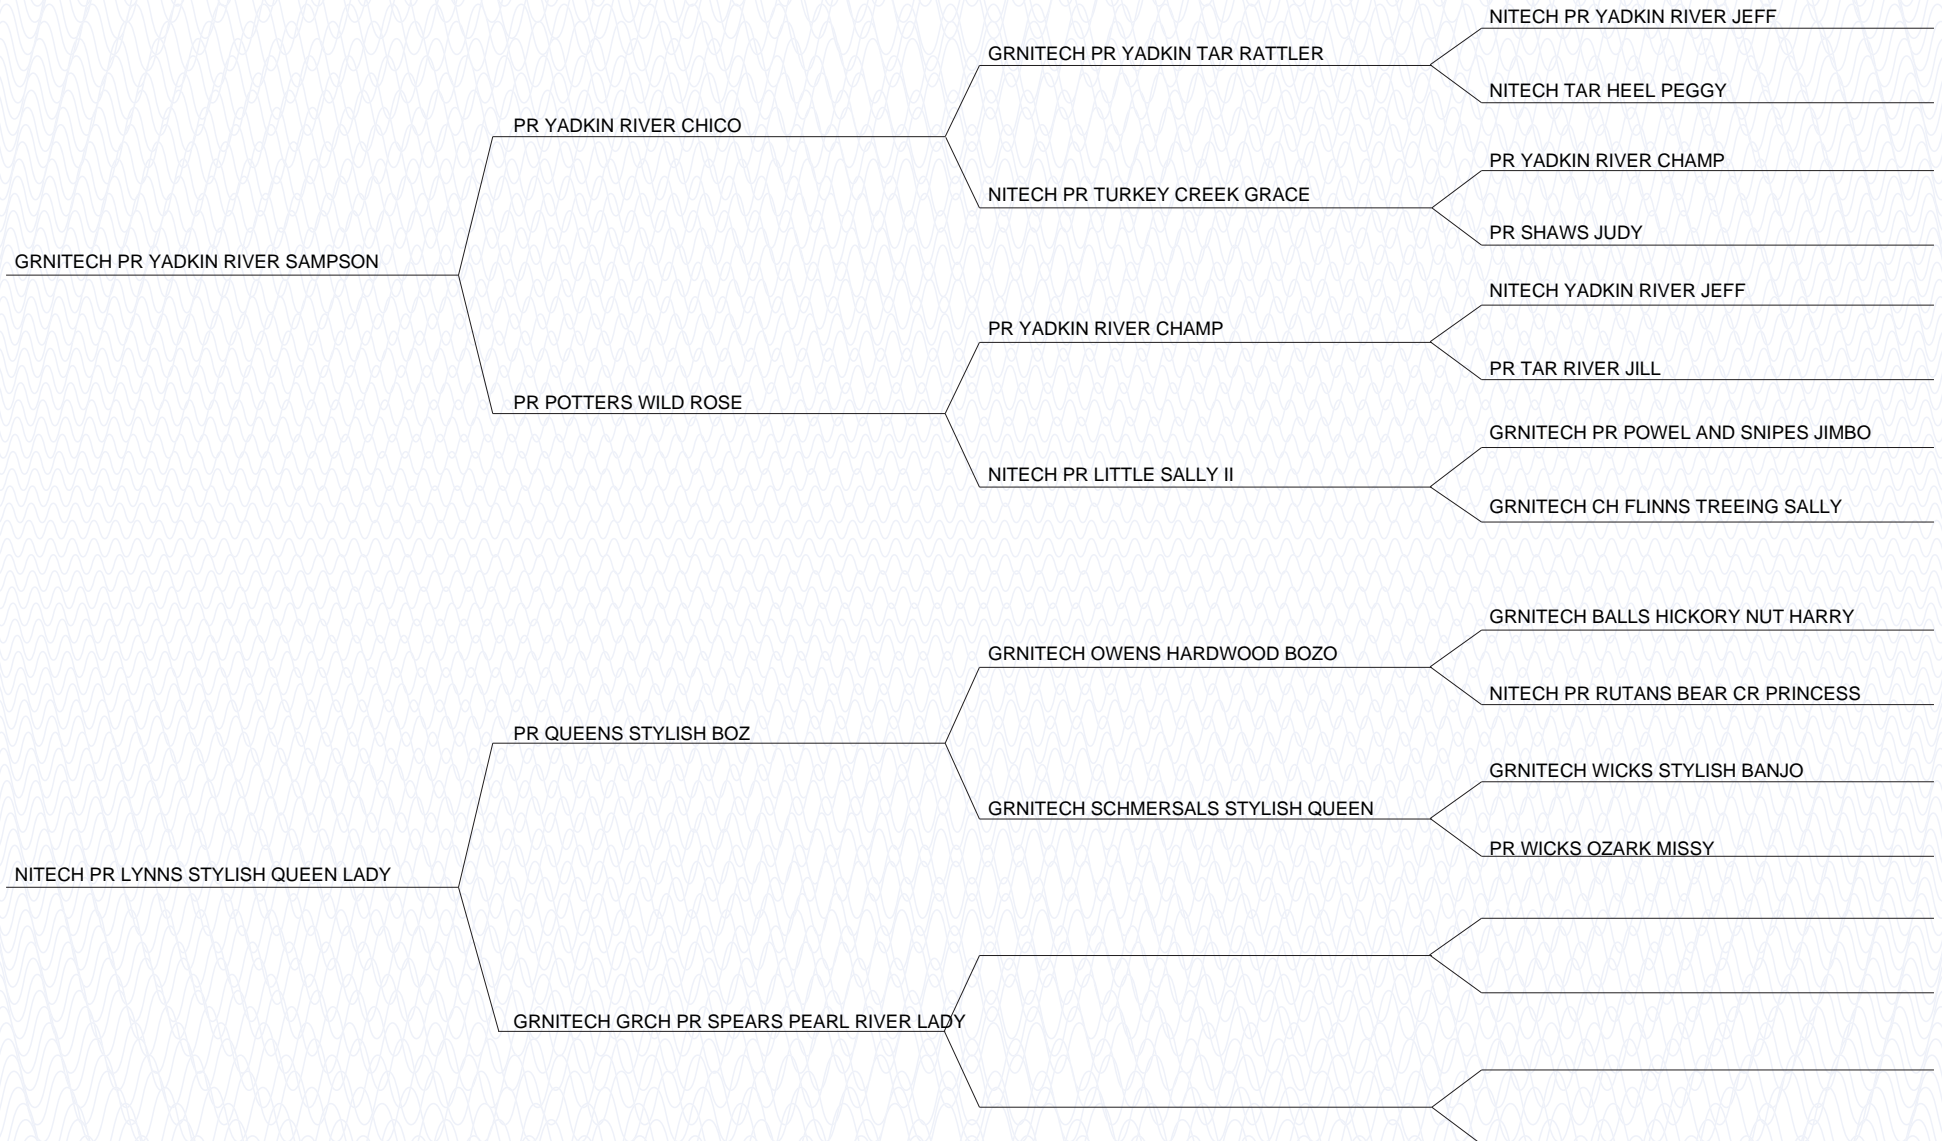 NITECH PR YADKIN RIVER JEFF
GRNITECH PR YADKIN TAR RATTLER
NITECH TAR HEEL PEGGY
PR YADKIN RIVER CHICO
PR YADKIN RIVER CHAMP
NITECH PR TURKEY CREEK GRACE
PR SHAWS JUDY
GRNITECH PR YADKIN RIVER SAMPSON
NITECH YADKIN RIVER JEFF
PR YADKIN RIVER CHAMP
PR TAR RIVER JILL
PR POTTERS WILD ROSE
GRNITECH PR POWEL AND SNIPES JIMBO
NITECH PR LITTLE SALLY II
GRNITECH CH FLINNS TREEING SALLY
GRNITECH BALLS HICKORY NUT HARRY
GRNITECH OWENS HARDWOOD BOZO
NITECH PR RUTANS BEAR CR PRINCESS
PR QUEENS STYLISH BOZ
GRNITECH WICKS STYLISH BANJO
GRNITECH SCHMERSALS STYLISH QUEEN
PR WICKS OZARK MISSY
NITECH PR LYNNS STYLISH QUEEN LADY
GRNITECH GRCH PR SPEARS PEARL RIVER LADY